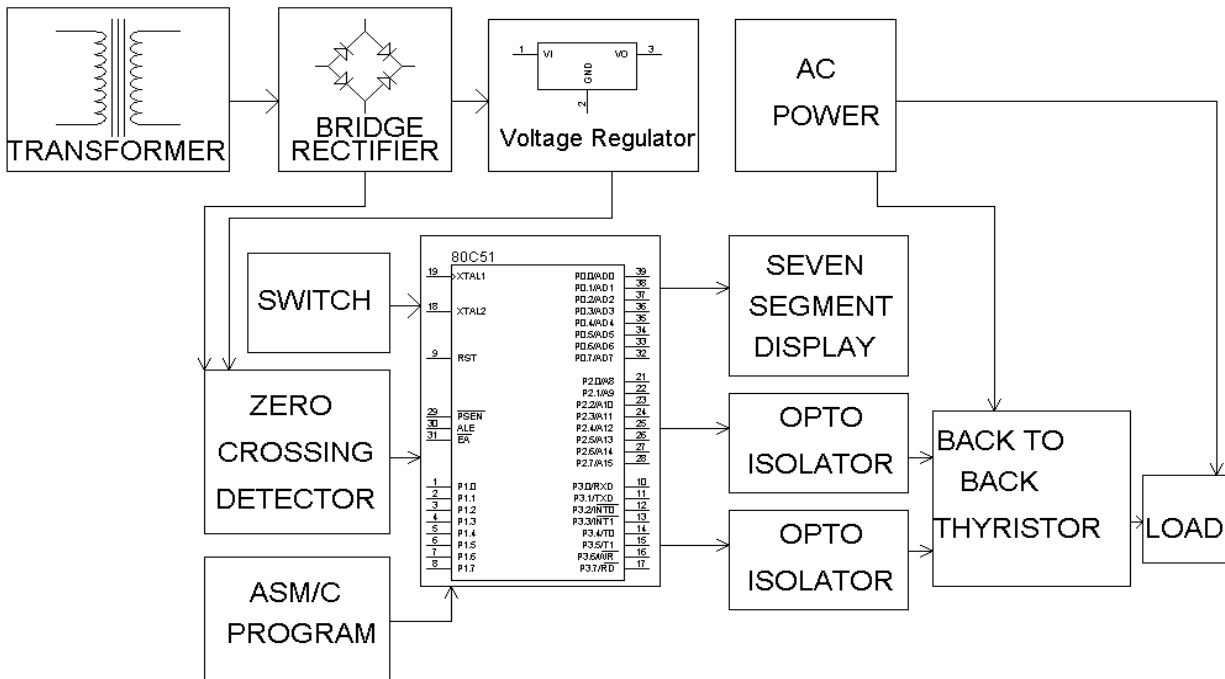 TRANSFORMER
BRIDGE
RECTIFIER
1 VI VO 3
GND
2
Voltage Regulator
AC
POWER
SWITCH
80C51
19 XTAL1
18 XTAL2
9 RST
29 PSEN
30 ALE
31 EA
1 P1.0
2 P1.1
3 P1.2
4 P1.3
5 P1.4
6 P1.5
7 P1.6
8 P1.7
P0.0/AD0 39
P0.1/AD1 38
P0.2/AD2 37
P0.3/AD3 36
P0.4/AD4 35
P0.5/AD5 34
P0.6/AD6 33
P0.7/AD7 32
P2.0/A8 21
P2.1/A9 22
P2.2/A10 23
P2.3/A11 24
P2.4/A12 25
P2.5/A13 26
P2.6/A14 27
P2.7/A15 28
P3.0/RXD 10
P3.1/TXD 11
P3.2/INT0 12
P3.3/INT1 13
P3.4/T0 14
P3.5/T1 15
P3.6/WR 16
P3.7/RD 17
SEVEN
SEGMENT
DISPLAY
ZERO
CROSSING
DETECTOR
OPTO
ISOLATOR
OPTO
ISOLATOR
BACK TO
BACK
THYRISTOR
LOAD
ASM/C
PROGRAM